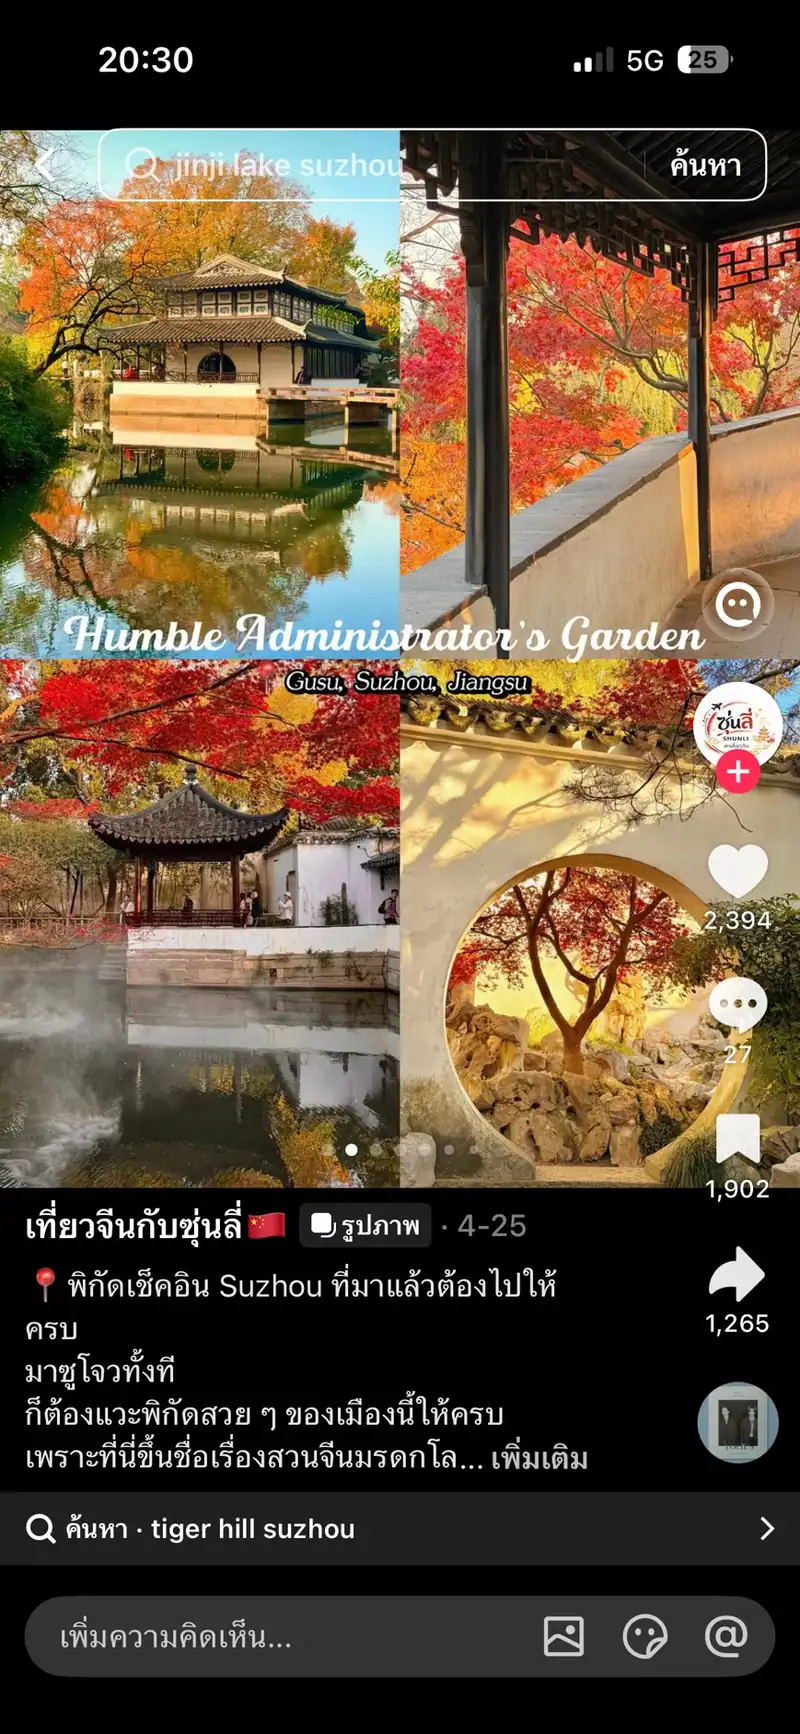 20:30
5G
25
jinji lake suzhou
ค้นหา
Humble Administrator's Garden
Gusu, Suzhou, Jiangsu
ซุ่นลี่
SHUNLI
2,394
27
1,902
เที่ยวจีนกับซุ่นลี่🇨🇳 รูปภาพ · 4-25
📍 พิกัดเช็คอิน Suzhou ที่มาแล้วต้องไปให้
ครบ
มาซูโจวทั้งที
ก็ต้องแวะพิกัดสวย ๆ ของเมืองนี้ให้ครบ
เพราะที่นี่ขึ้นชื่อเรื่องสวนจีนมรดกโล... เพิ่มเติม
1,265
ค้นหา · tiger hill suzhou
เพิ่มความคิดเห็น...